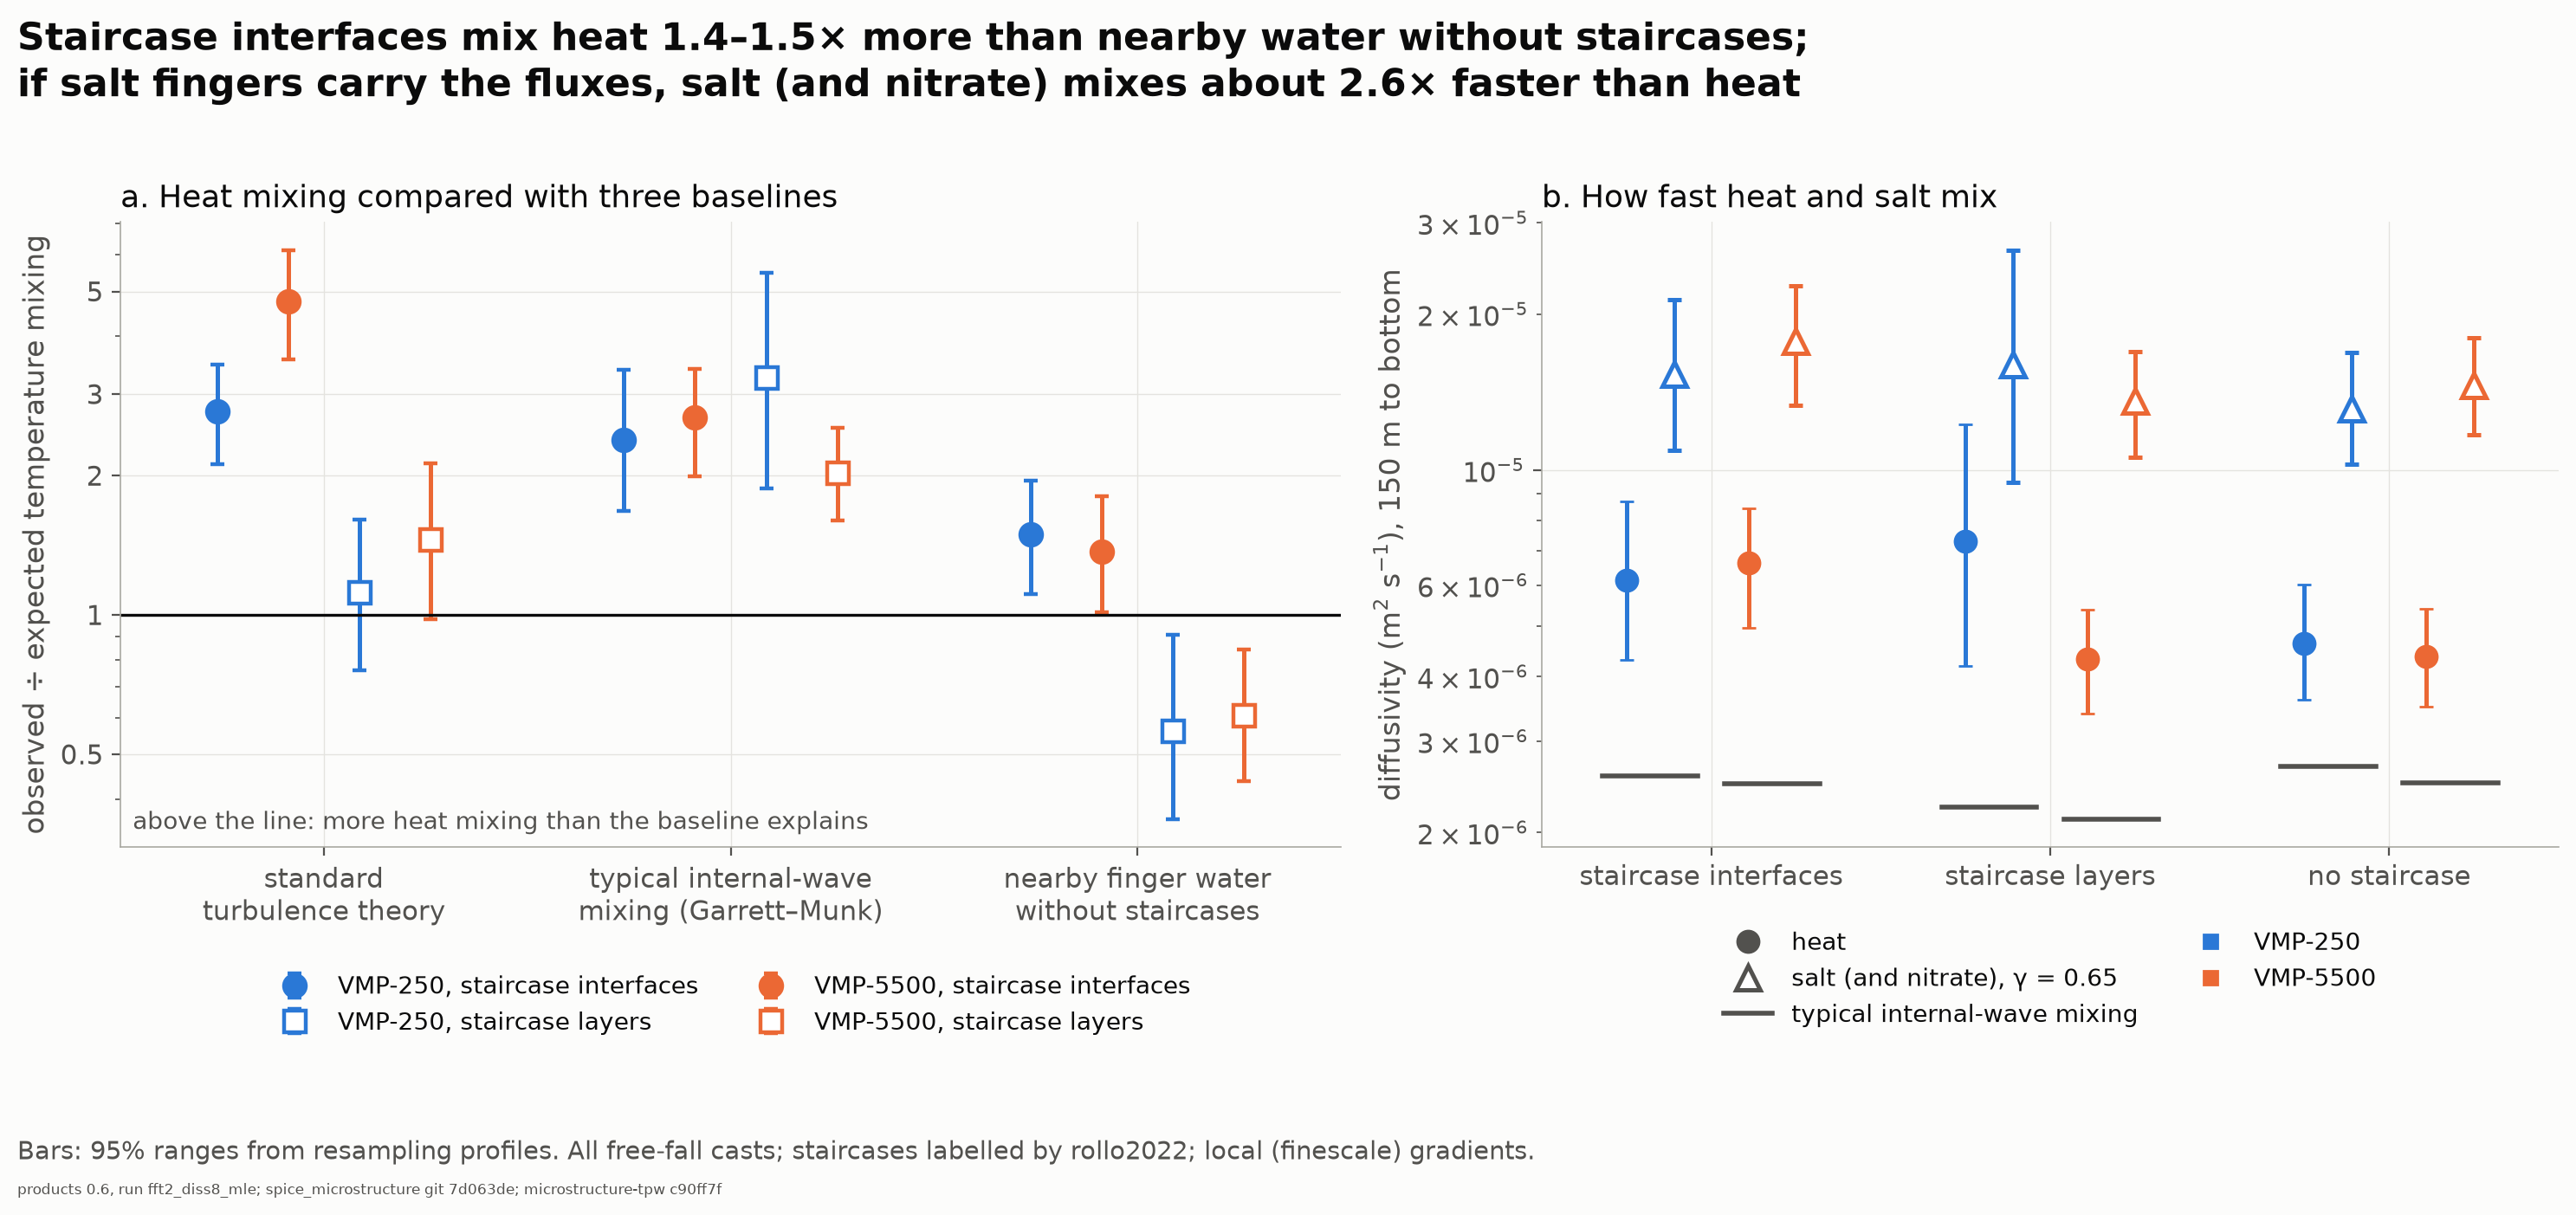 Staircase interfaces mix heat 1.4–1.5× more than nearby water without staircases;
if salt fingers carry the fluxes, salt (and nitrate) mixes about 2.6× faster than heat
a. Heat mixing compared with three baselines
observed ÷ expected temperature mixing
5
3
2
1
0.5
above the line: more heat mixing than the baseline explains
standard
turbulence theory
typical internal-wave
mixing (Garrett–Munk)
nearby finger water
without staircases
VMP-250, staircase interfaces
VMP-250, staircase layers
VMP-5500, staircase interfaces
VMP-5500, staircase layers
b. How fast heat and salt mix
diffusivity (m² s⁻¹), 150 m to bottom
3 × 10⁻⁵
2 × 10⁻⁵
10⁻⁵
6 × 10⁻⁶
4 × 10⁻⁶
3 × 10⁻⁶
2 × 10⁻⁶
staircase interfaces
staircase layers
no staircase
heat
salt (and nitrate), γ = 0.65
typical internal-wave mixing
VMP-250
VMP-5500
Bars: 95% ranges from resampling profiles. All free-fall casts; staircases labelled by rollo2022; local (finescale) gradients.
products 0.6, run fft2_diss8_mle; spice_microstructure git 7d063de; microstructure-tpw c90ff7f